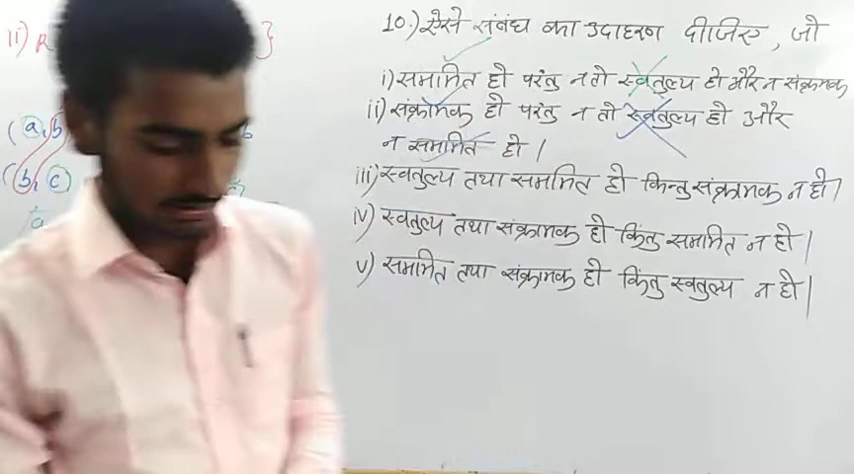 ii) R }
(a, b
(b, c)
10.) ऐसे संबंध का उदाहरण दीजिए, जो
i) सममित हो परंतु न तो स्वतुल्य हो और न संक्रामक
ii) संक्रामक हो परंतु न तो स्वतुल्य हो और
न सममित हो।
iii) स्वतुल्य तथा सममित हो किन्तु संक्रामक न हो।
iv) स्वतुल्य तथा संक्रामक हो किंतु सममित न हो।
v) सममित तथा संक्रामक हो किंतु स्वतुल्य न हो।